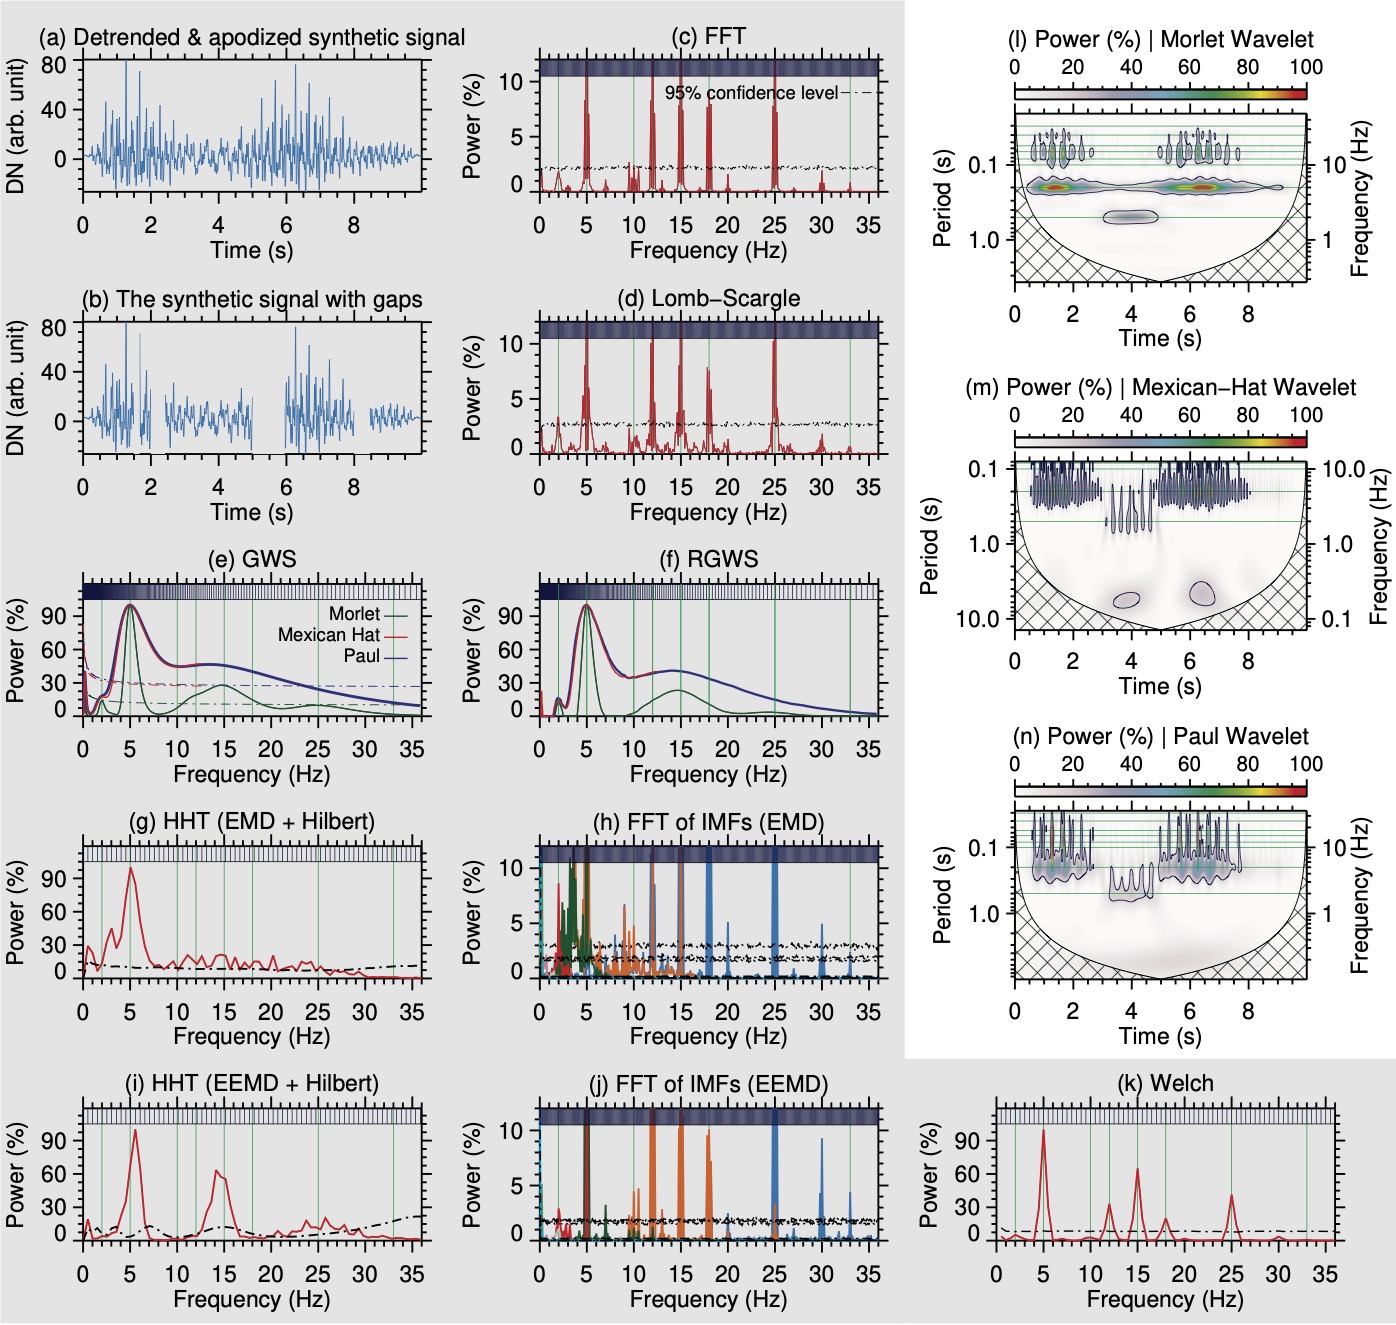 (a) Detrended & apodized synthetic signal
80
40
0
DN (arb. unit)
0 2 4 6 8
Time (s)
(c) FFT
95% confidence level
10
5
0
Power (%)
0 5 10 15 20 25 30 35
Frequency (Hz)
(l) Power (%) | Morlet Wavelet
0 20 40 60 80 100
0.1
1.0
Period (s)
10
1
Frequency (Hz)
0 2 4 6 8
Time (s)
(b) The synthetic signal with gaps
80
40
0
DN (arb. unit)
0 2 4 6 8
Time (s)
(d) Lomb–Scargle
10
5
0
Power (%)
0 5 10 15 20 25 30 35
Frequency (Hz)
(m) Power (%) | Mexican–Hat Wavelet
0 20 40 60 80 100
0.1
1.0
10.0
Period (s)
10.0
1.0
0.1
Frequency (Hz)
0 2 4 6 8
Time (s)
(e) GWS
Morlet
Mexican Hat
Paul
90
60
30
0
Power (%)
0 5 10 15 20 25 30 35
Frequency (Hz)
(f) RGWS
90
60
30
0
Power (%)
0 5 10 15 20 25 30 35
Frequency (Hz)
(n) Power (%) | Paul Wavelet
0 20 40 60 80 100
0.1
1.0
Period (s)
10
1
Frequency (Hz)
0 2 4 6 8
Time (s)
(g) HHT (EMD + Hilbert)
90
60
30
0
Power (%)
0 5 10 15 20 25 30 35
Frequency (Hz)
(h) FFT of IMFs (EMD)
10
5
0
Power (%)
0 5 10 15 20 25 30 35
Frequency (Hz)
(i) HHT (EEMD + Hilbert)
90
60
30
0
Power (%)
0 5 10 15 20 25 30 35
Frequency (Hz)
(j) FFT of IMFs (EEMD)
10
5
0
Power (%)
0 5 10 15 20 25 30 35
Frequency (Hz)
(k) Welch
90
60
30
0
Power (%)
0 5 10 15 20 25 30 35
Frequency (Hz)